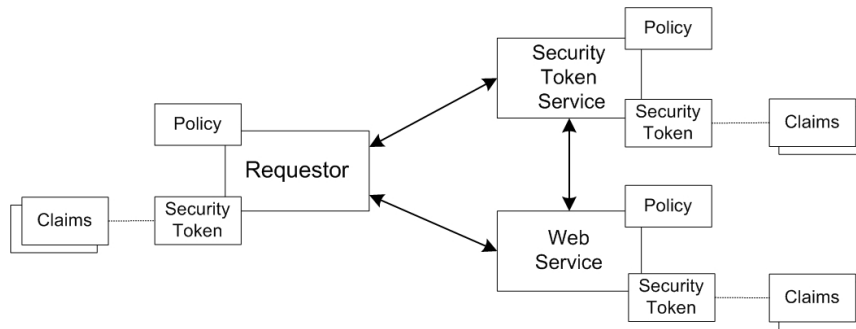 Policy
Security
Token
Service
Security
Token
Claims
Policy
Requestor
Claims
Security
Token
Policy
Web
Service
Security
Token
Claims